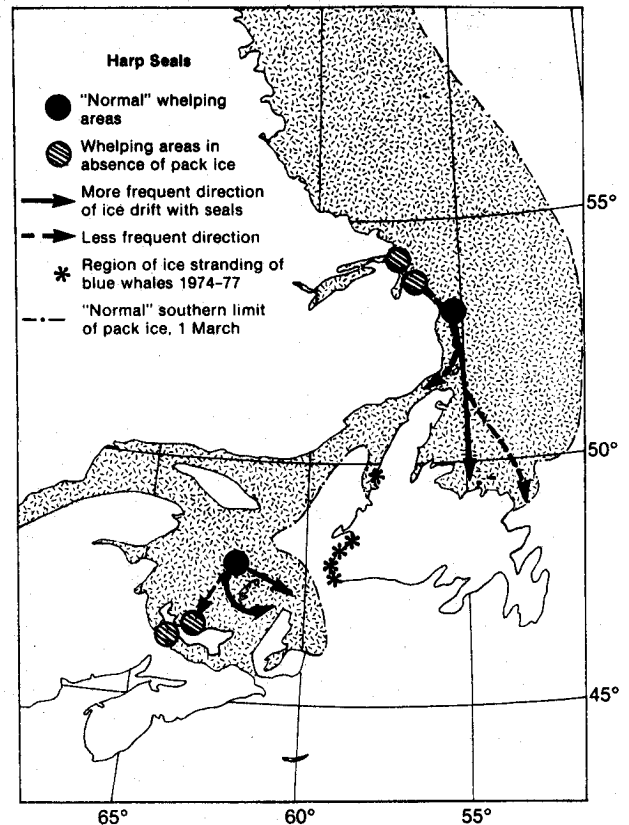 Harp Seals
"Normal" whelping
areas
Whelping areas in
absence of pack ice
More frequent direction
of ice drift with seals
Less frequent direction
Region of ice stranding of
blue whales 1974-77
"Normal" southern limit
of pack ice, 1 March
55°
50°
45°
65°
60°
55°